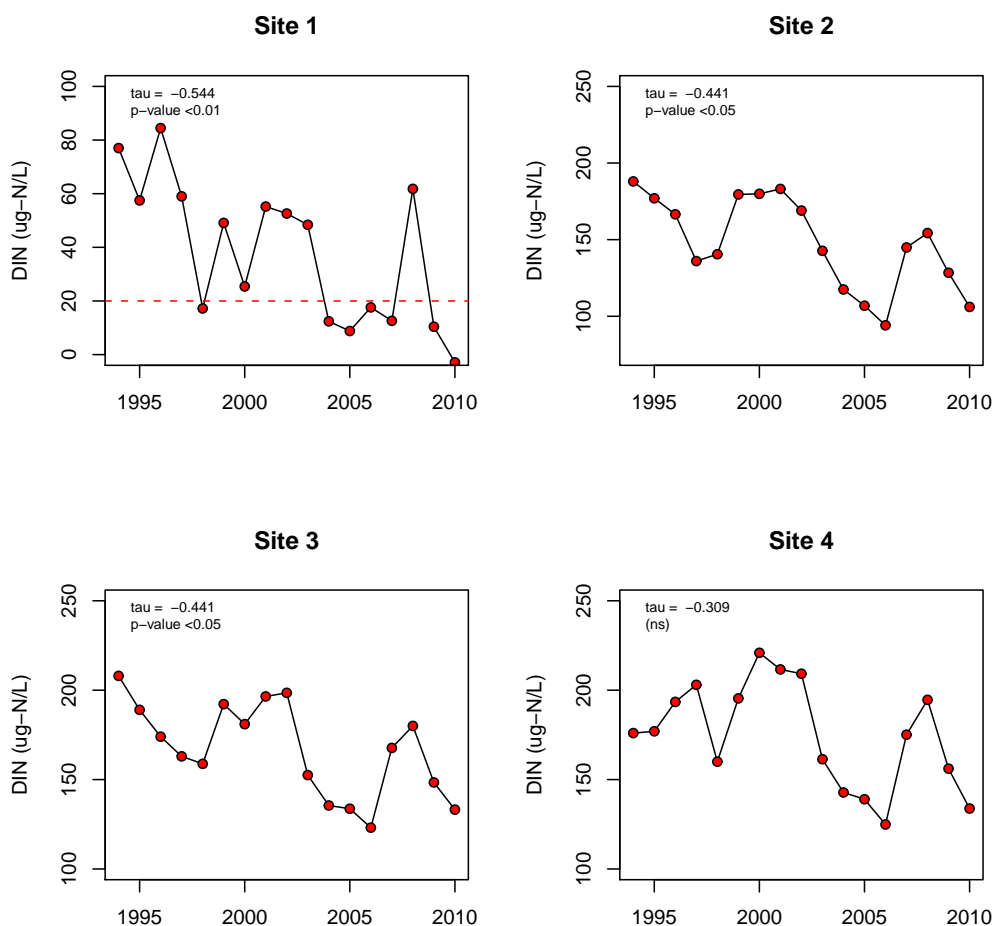 Site 1
tau = −0.544
p−value <0.01
DIN (ug−N/L)
100
80
60
40
20
0
1995 2000 2005 2010
Site 2
tau = −0.441
p−value <0.05
DIN (ug−N/L)
250
200
150
100
1995 2000 2005 2010
Site 3
tau = −0.441
p−value <0.05
DIN (ug−N/L)
250
200
150
100
1995 2000 2005 2010
Site 4
tau = −0.309
(ns)
DIN (ug−N/L)
250
200
150
100
1995 2000 2005 2010